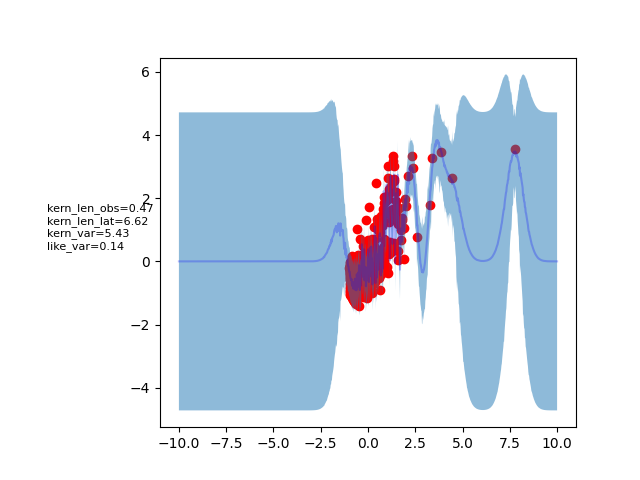 6
4
2
0
−2
−4
kern_len_obs=0.47
kern_len_lat=6.62
kern_var=5.43
like_var=0.14
−10.0 −7.5 −5.0 −2.5 0.0 2.5 5.0 7.5 10.0